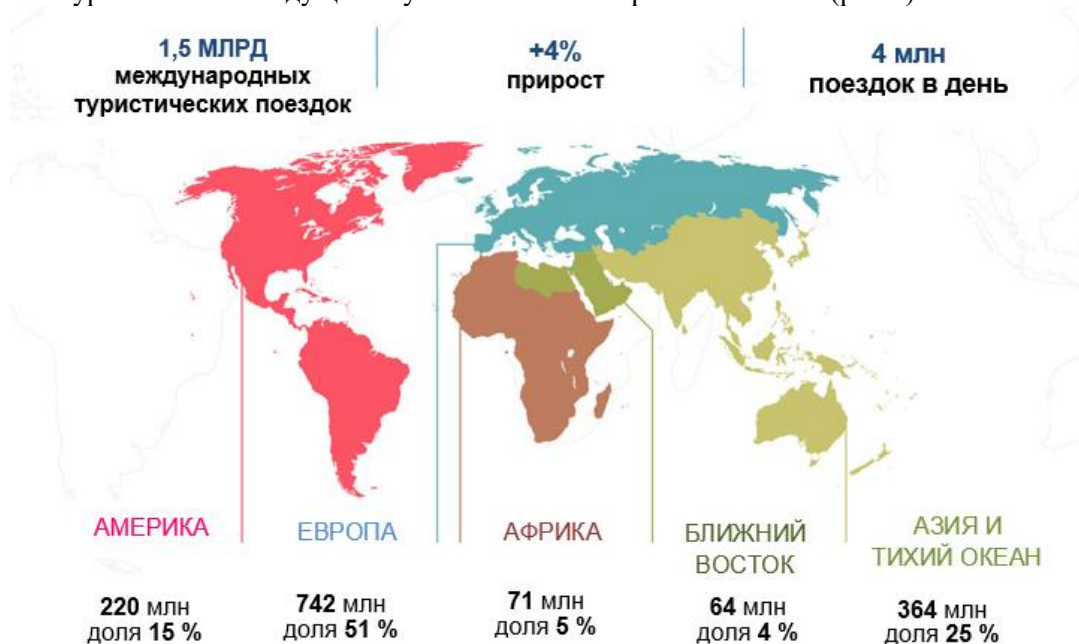 1,5 МЛРД
международных
туристических поездок
+4%
прирост
4 млн
поездок в день
АМЕРИКА
220 млн
доля 15 %
ЕВРОПА
742 млн
доля 51 %
АФРИКА
71 млн
доля 5 %
БЛИЖНИЙ
ВОСТОК
64 млн
доля 4 %
АЗИЯ И
ТИХИЙ ОКЕАН
364 млн
доля 25 %